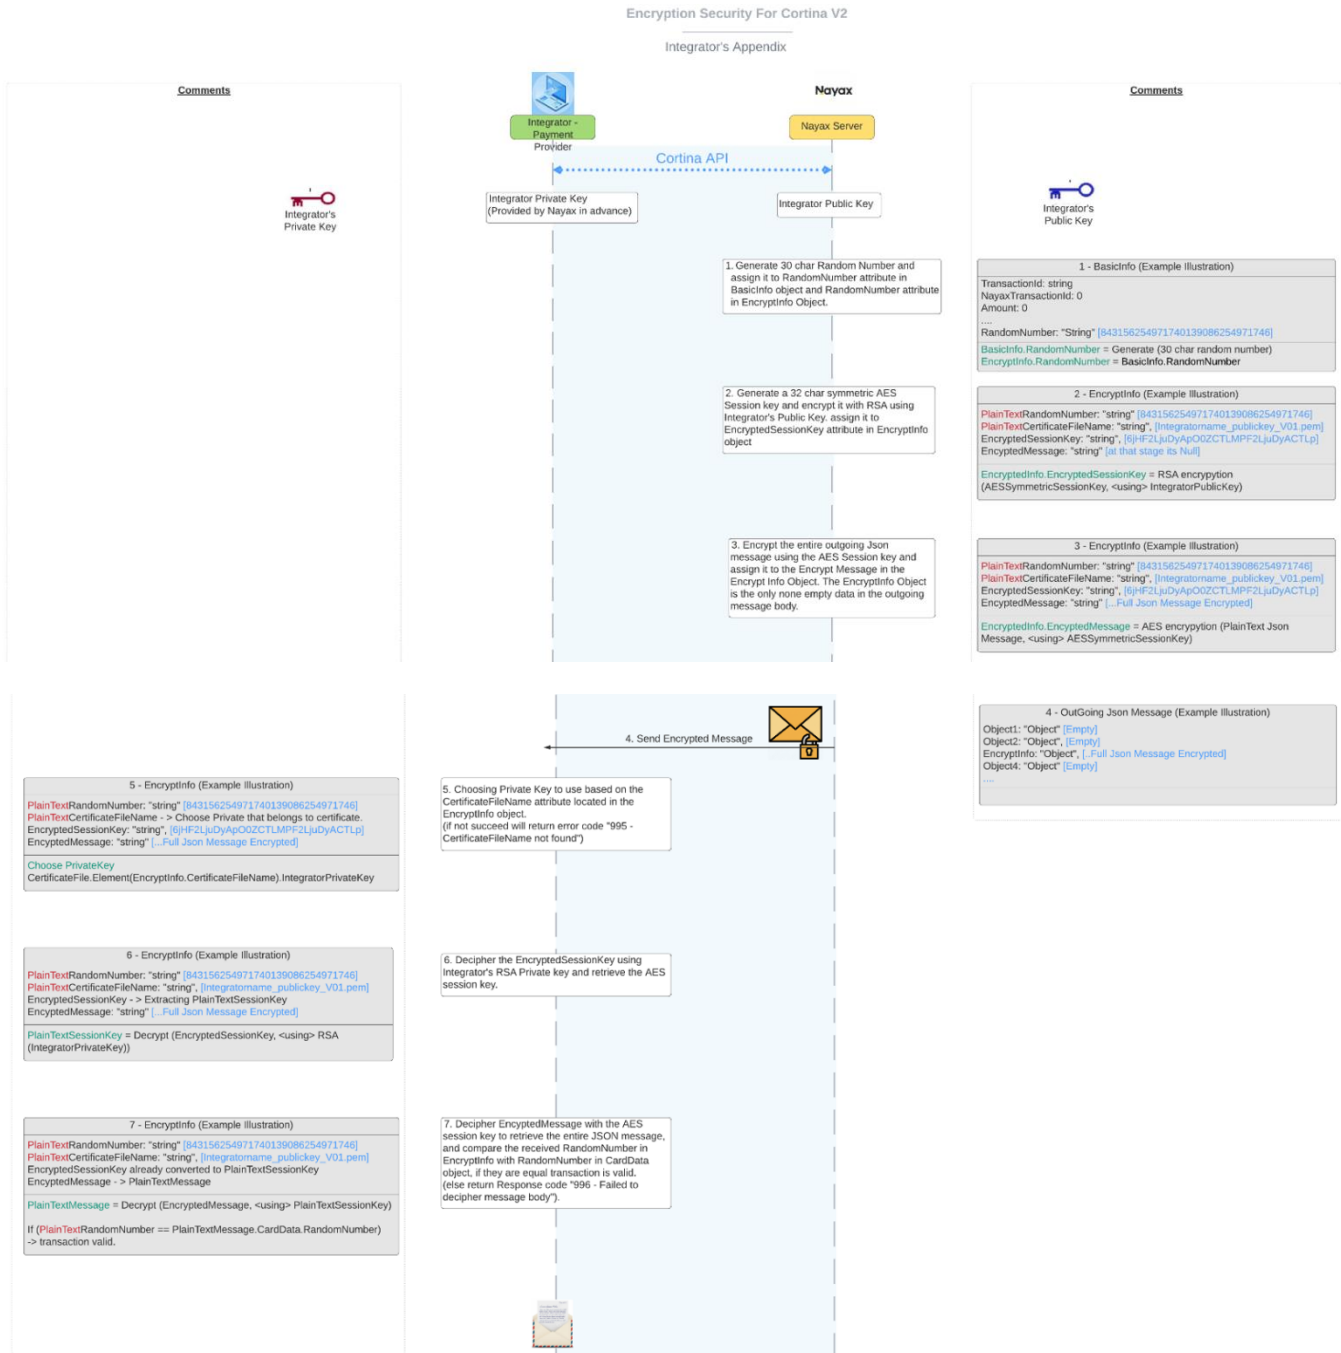 Encryption Security For Cortina V2
Integrator's Appendix
Comments
Nayax
Comments
Integrator -
Payment
Provider
Nayax Server
Cortina API
Integrator's
Private Key
Integrator Private Key
(Provided by Nayax in advance)
Integrator Public Key
Integrator's
Public Key
1. Generate 30 char Random Number and
assign it to RandomNumber attribute in
BasicInfo object and RandomNumber attribute
in EncryptInfo Object.
1 - BasicInfo (Example Illustration)
TransactionId: string
NayaxTransactionId: 0
Amount: 0
....
RandomNumber: "String" [843156254971740139086254971746]
BasicInfo.RandomNumber = Generate (30 char random number)
EncryptInfo.RandomNumber = BasicInfo.RandomNumber
2. Generate a 32 char symmetric AES
Session key and encrypt it with RSA using
Integrator's Public Key. assign it to
EncryptedSessionKey attribute in EncryptInfo
object
2 - EncryptInfo (Example Illustration)
PlainTextRandomNumber: "string" [843156254971740139086254971746]
PlainTextCertificateFileName: "string", [Integratorname_publickey_V01.pem]
EncryptedSessionKey: "string", [6jHF2LjuDyApO0ZCTLMPF2LjuDyACTLp]
EncyptedMessage: "string" [at that stage its Null]
EncryptedInfo.EncryptedSessionKey = RSA encrypytion
(AESSymmetricSessionKey, <using> IntegratorPublicKey)
3. Encrypt the entire outgoing Json
message using the AES Session key and
assign it to the Encrypt Message in the
Encrypt Info Object. The EncryptInfo Object
is the only none empty data in the outgoing
message body.
3 - EncryptInfo (Example Illustration)
PlainTextRandomNumber: "string" [843156254971740139086254971746]
PlainTextCertificateFileName: "string", [Integratorname_publickey_V01.pem]
EncryptedSessionKey: "string", [6jHF2LjuDyApO0ZCTLMPF2LjuDyACTLp]
EncyptedMessage: "string" [...Full Json Message Encrypted]
EncryptedInfo.EncyptedMessage = AES encrypytion (PlainText Json
Message, <using> AESSymmetricSessionKey)
4. Send Encrypted Message
4 - OutGoing Json Message (Example Illustration)
Object1: "Object" [Empty]
Object2: "Object", [Empty]
EncryptInfo: "Object", [..Full Json Message Encrypted]
Object4: "Object" [Empty]
....
5 - EncryptInfo (Example Illustration)
PlainTextRandomNumber: "string" [843156254971740139086254971746]
PlainTextCertificateFileName - > Choose Private that belongs to certificate.
EncryptedSessionKey: "string", [6jHF2LjuDyApO0ZCTLMPF2LjuDyACTLp]
EncyptedMessage: "string" [...Full Json Message Encrypted]
Choose PrivateKey
CertificateFile.Element(EncryptInfo.CertificateFileName).IntegratorPrivateKey
5. Choosing Private Key to use based on the
CertificateFileName attribute located in the
EncryptInfo object.
(if not succeed will return error code "995 -
CertificateFileName not found")
6 - EncryptInfo (Example Illustration)
PlainTextRandomNumber: "string" [843156254971740139086254971746]
PlainTextCertificateFileName: "string", [Integratorname_publickey_V01.pem]
EncryptedSessionKey - > Extracting PlainTextSessionKey
EncyptedMessage: "string" [...Full Json Message Encrypted]
PlainTextSessionKey = Decrypt (EncryptedSessionKey, <using> RSA
(IntegratorPrivateKey))
6. Decipher the EncryptedSessionKey using
Integrator's RSA Private key and retrieve the AES
session key.
7 - EncryptInfo (Example Illustration)
PlainTextRandomNumber: "string" [843156254971740139086254971746]
PlainTextCertificateFileName: "string", [Integratorname_publickey_V01.pem]
EncryptedSessionKey already converted to PlainTextSessionKey
EncyptedMessage - > PlainTextMessage
PlainTextMessage = Decrypt (EncyptedMessage, <using> PlainTextSessionKey)
If (PlainTextRandomNumber == PlainTextMessage.CardData.RandomNumber)
-> transaction valid.
7. Decipher EncyptedMessage with the AES
session key to retrieve the entire JSON message,
and compare the received RandomNumber in
EncryptInfo with RandomNumber in CardData
object, if they are equal transaction is valid.
(else return Response code "996 - Failed to
decipher message body").